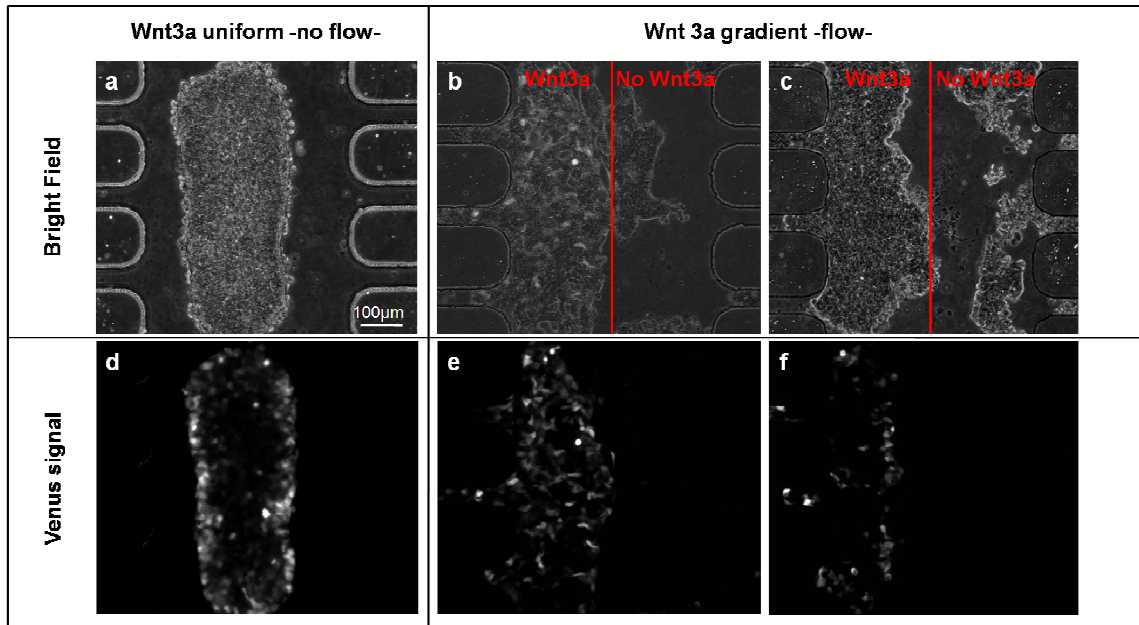 Wnt3a uniform -no flow-
Wnt 3a gradient -flow-
Bright Field
a
100µm
b
Wnt3a
No Wnt3a
c
Wnt3a
No Wnt3a
Venus signal
d
e
f